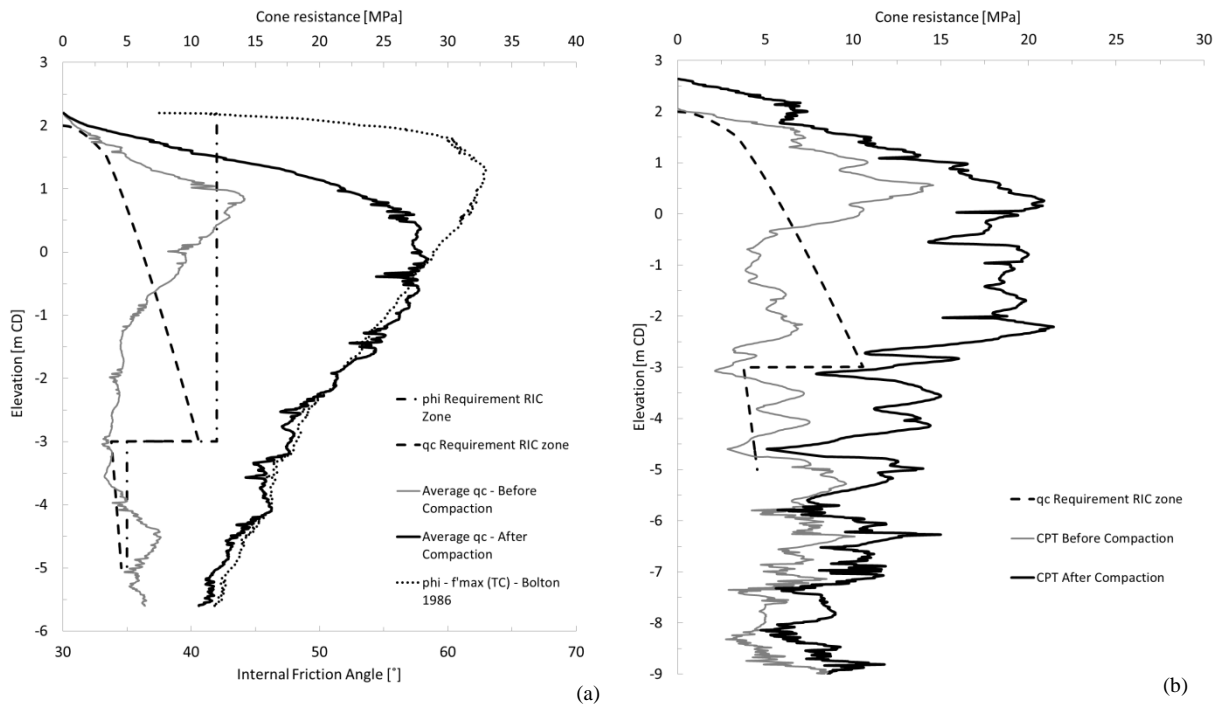 Cone resistance [MPa]
0 5 10 15 20 25 30 35 40
3
2
1
0
-1
-2
-3
-4
-5
-6
Elevation [m CD]
phi Requirement RIC
Zone
qc Requirement RIC zone
Average qc - Before
Compaction
Average qc - After
Compaction
phi - f'max (TC) - Bolton
1986
30 40 50 60 70
Internal Friction Angle [°]
(a)
Cone resistance [MPa]
0 5 10 15 20 25 30
3
2
1
0
-1
-2
-3
-4
-5
-6
-7
-8
-9
Elevation [m CD]
qc Requirement RIC zone
CPT Before Compaction
CPT After Compaction
(b)